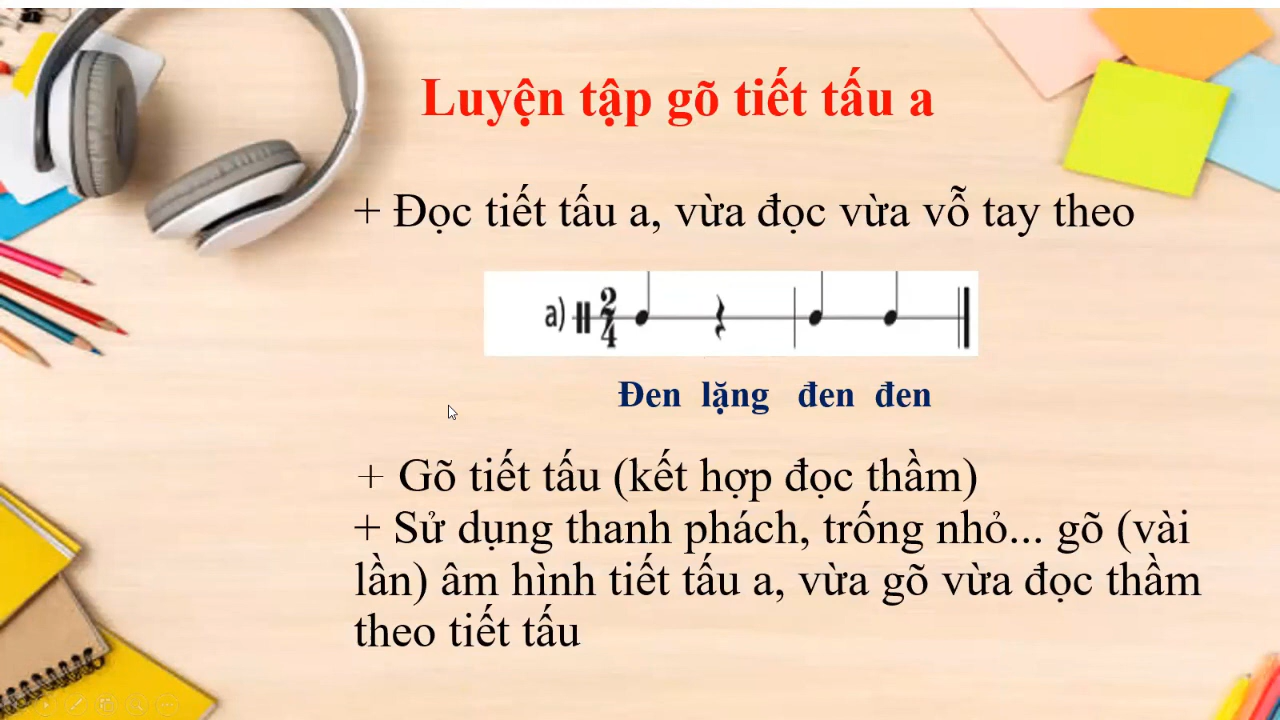 Luyện tập gõ tiết tấu a
+ Đọc tiết tấu a, vừa đọc vừa vỗ tay theo
a) 2/4
Đen lặng đen đen
+ Gõ tiết tấu (kết hợp đọc thầm)
+ Sử dụng thanh phách, trống nhỏ... gõ (vài
lần) âm hình tiết tấu a, vừa gõ vừa đọc thầm
theo tiết tấu